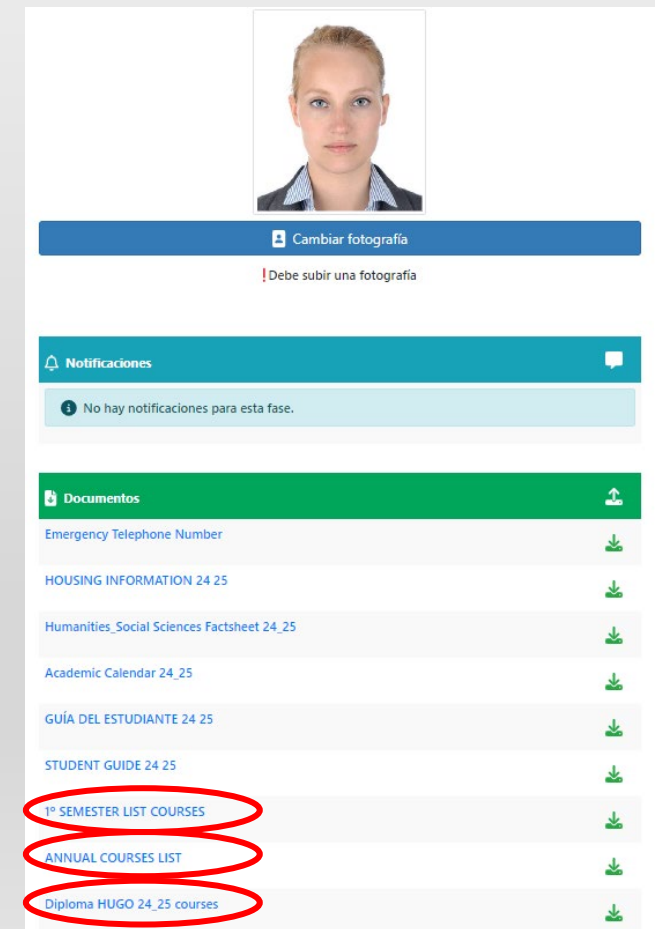 Cambiar fotografía
❗Debe subir una fotografía
Notificaciones
No hay notificaciones para esta fase.
Documentos
Emergency Telephone Number
HOUSING INFORMATION 24 25
Humanities_Social Sciences Factsheet 24_25
Academic Calendar 24_25
GUÍA DEL ESTUDIANTE 24 25
STUDENT GUIDE 24 25
1º SEMESTER LIST COURSES
ANNUAL COURSES LIST
Diploma HUGO 24_25 courses